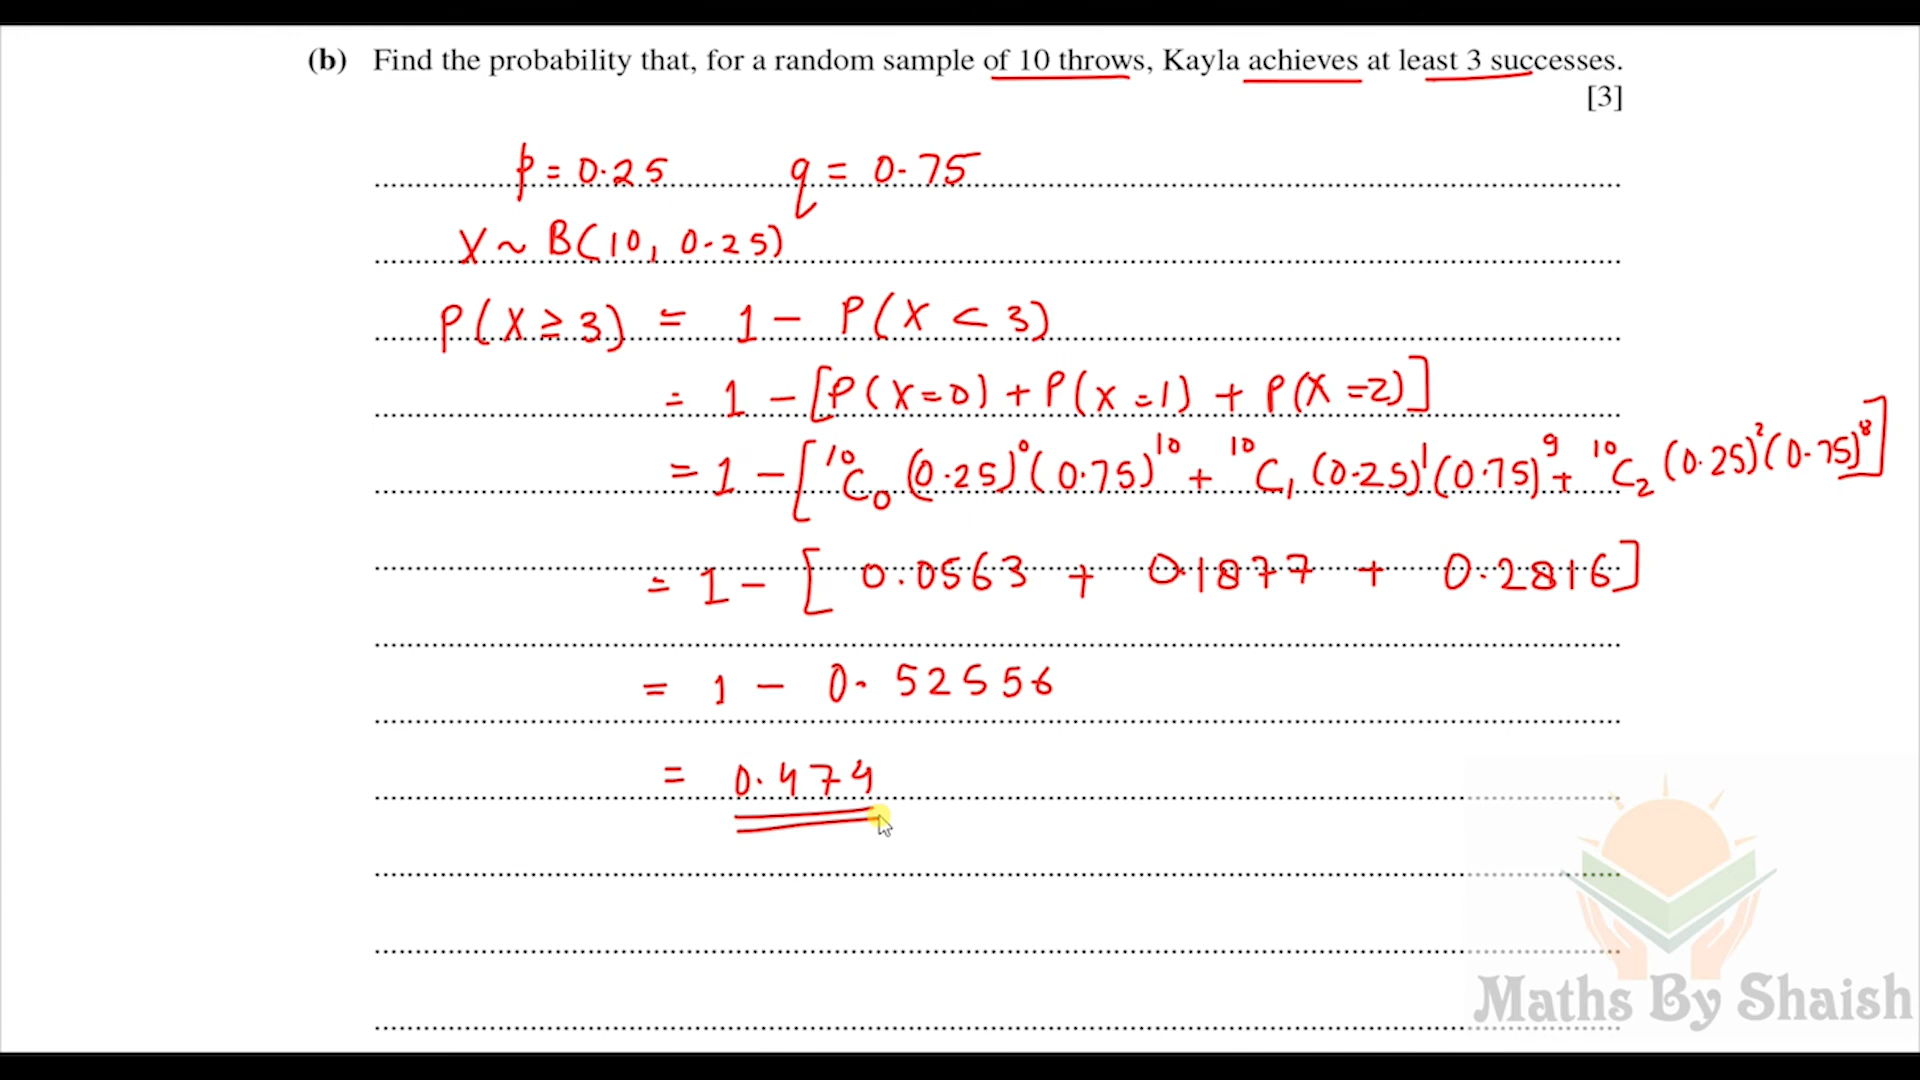 (b) Find the probability that, for a random sample of 10 throws, Kayla achieves at least 3 successes.
[3]
p = 0.25 q = 0.75
X ~ B(10, 0.25)
P(X ≥ 3) = 1 - P(X < 3)
= 1 - [P(X=0) + P(X=1) + P(X=2)]
= 1 - [¹⁰C₀ (0.25)⁰ (0.75)¹⁰ + ¹⁰C₁ (0.25)¹ (0.75)⁹ + ¹⁰C₂ (0.25)² (0.75)⁸]
= 1 - [0.0563 + 0.1877 + 0.2816]
= 1 - 0.52556
= 0.474
Maths By Shaish